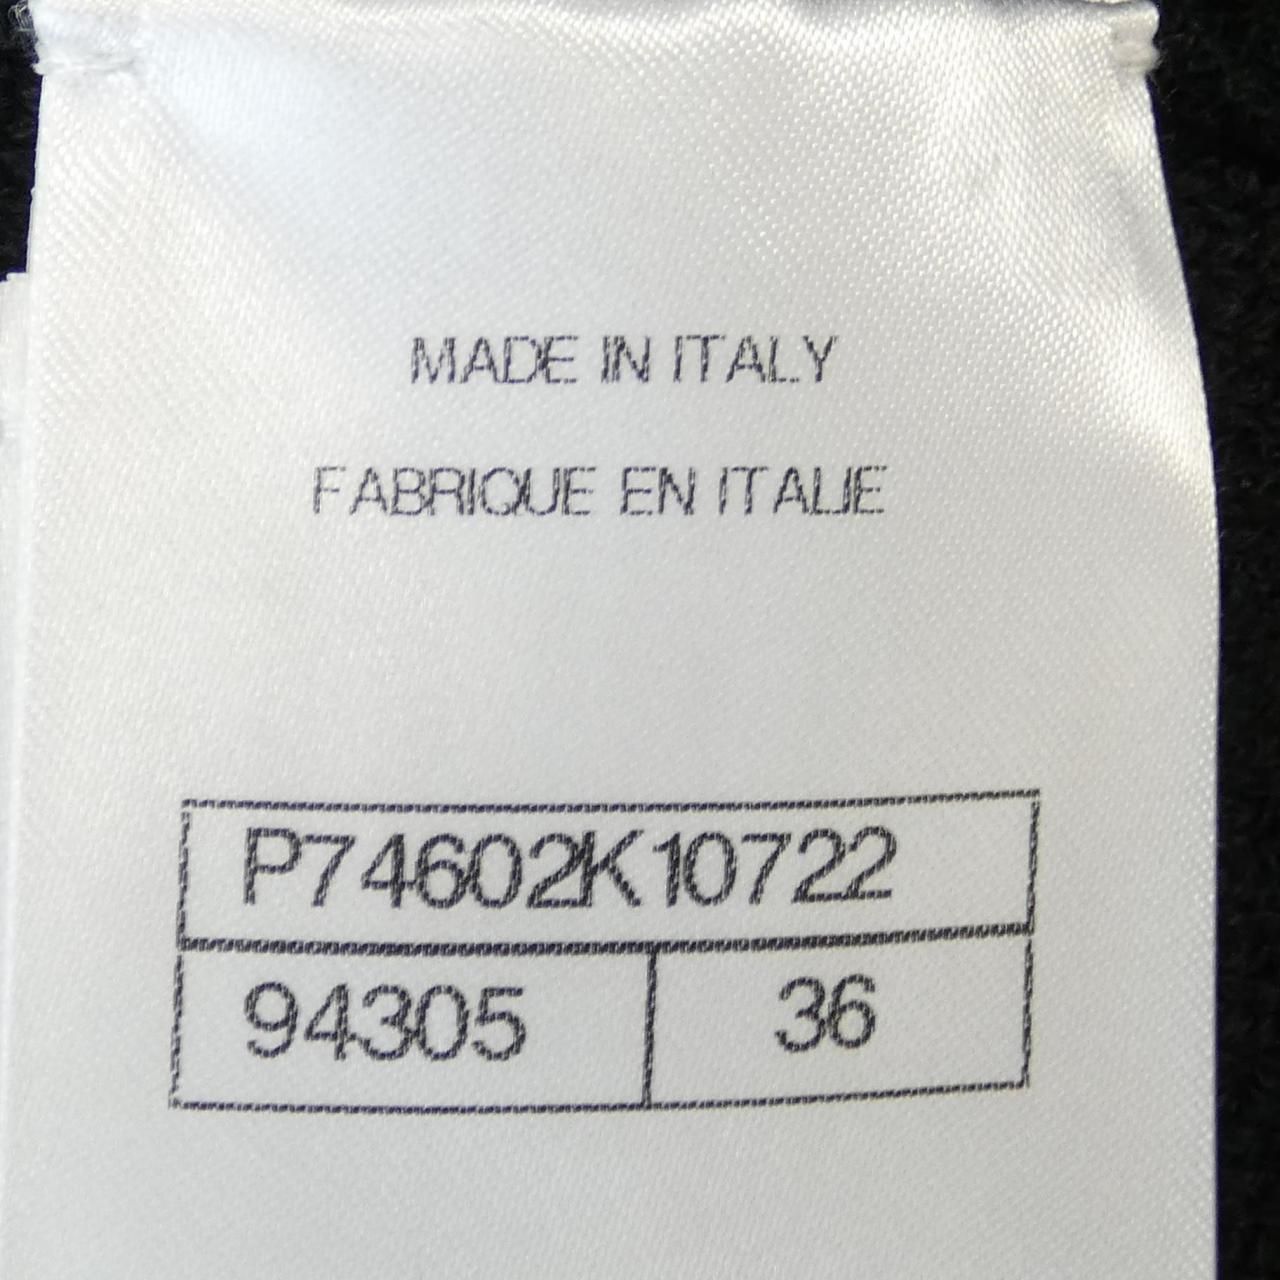 MADE IN ITALY
FABRIQUE EN ITALIE
P74602K10722
94305 36